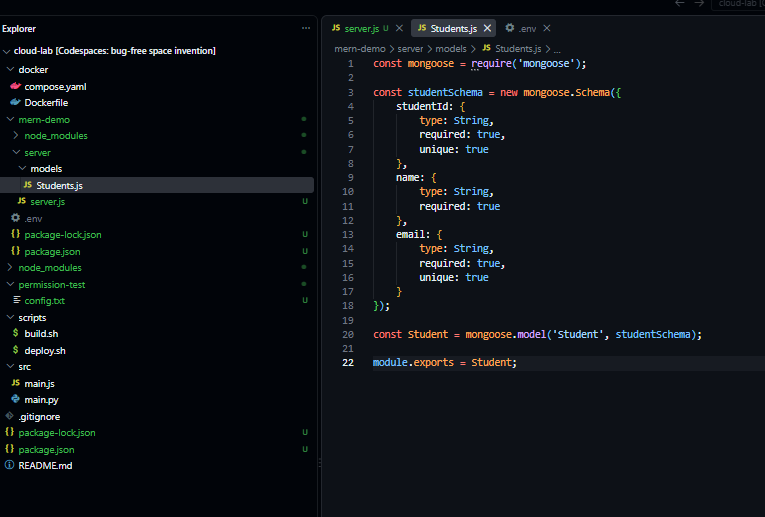 cloud-lab [C
Explorer
cloud-lab [Codespaces: bug-free space invention]
docker
compose.yaml
Dockerfile
mern-demo
node_modules
server
models
JS Students.js
JS server.js U
.env
{} package-lock.json U
{} package.json U
node_modules
permission-test
config.txt U
scripts
$ build.sh
$ deploy.sh
src
JS main.js
main.py
.gitignore
{} package-lock.json U
{} package.json U
README.md
JS server.js U
JS Students.js
.env
mern-demo > server > models > JS Students.js > ...
1 const mongoose = require('mongoose');
2
3 const studentSchema = new mongoose.Schema({
4 studentId: {
5 type: String,
6 required: true,
7 unique: true
8 },
9 name: {
10 type: String,
11 required: true
12 },
13 email: {
14 type: String,
15 required: true,
16 unique: true
17 }
18 });
19
20 const Student = mongoose.model('Student', studentSchema);
21
22 module.exports = Student;